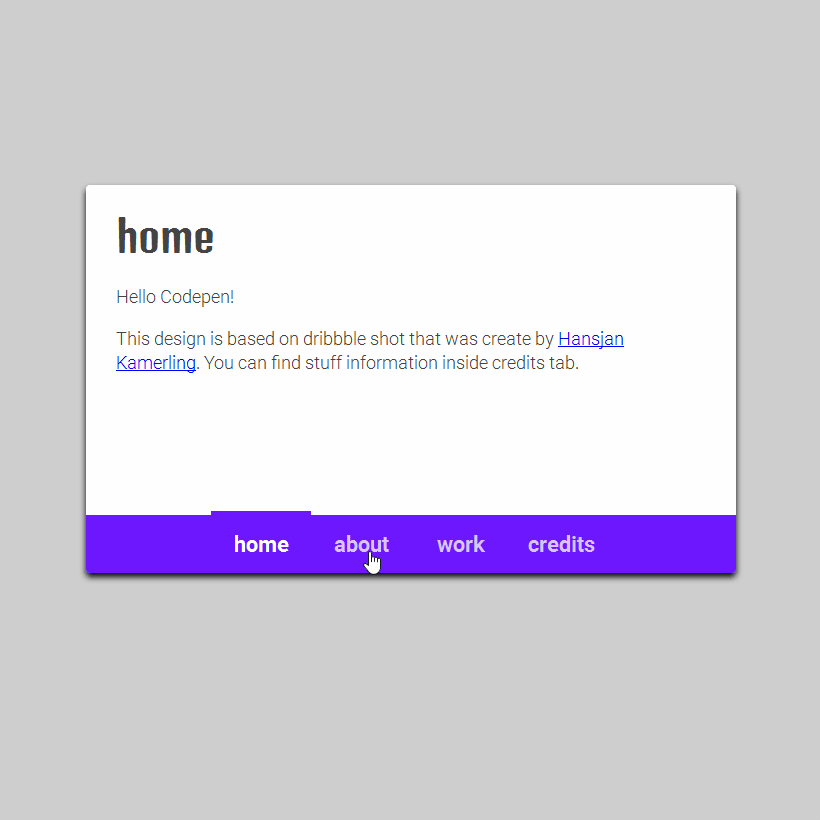 home
Hello Codepen!
This design is based on dribbble shot that was create by Hansjan
Kamerling. You can find stuff information inside credits tab.
home about work credits